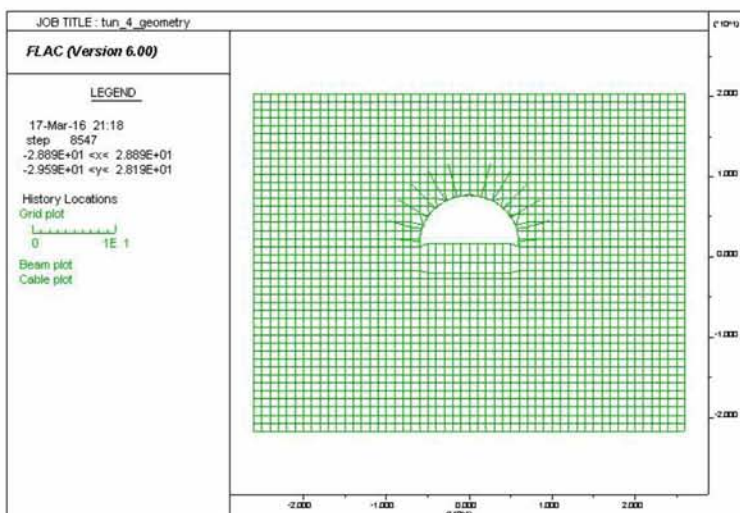 JOB TITLE : tun_4_geometry
FLAC (Version 6.00)
LEGEND
17-Mar-16 21:18
step 8547
-2.889E+01 <x< 2.889E+01
-2.959E+01 <y< 2.819E+01
History Locations
Grid plot
0 1E 1
Beam plot
Cable plot
(*10^1)
2.000
1.000
0.000
-1.000
-2.000
-2.000 -1.000 0.000 1.000 2.000